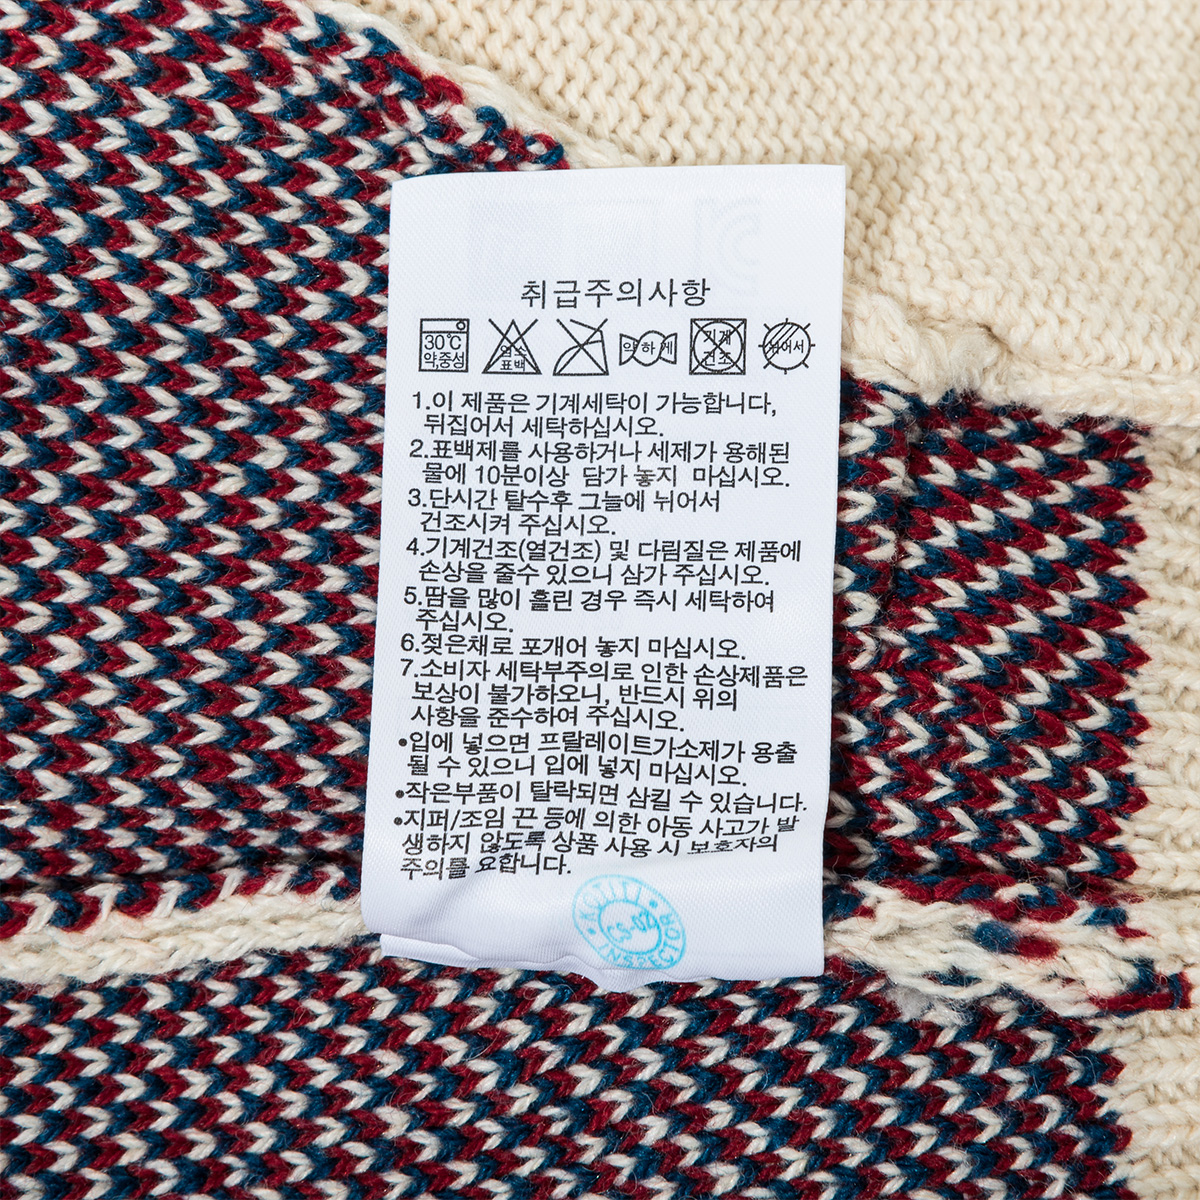 취급주의사항
30℃
약,중성
염소
표백
약하게
기계
건조
뉘어서
1.이 제품은 기계세탁이 가능합니다,
뒤집어서 세탁하십시오.
2.표백제를 사용하거나 세제가 용해된
물에 10분이상 담가 놓지 마십시오.
3.단시간 탈수후 그늘에 뉘어서
건조시켜 주십시오.
4.기계건조(열건조) 및 다림질은 제품에
손상을 줄수 있으니 삼가 주십시오.
5.땀을 많이 흘린 경우 즉시 세탁하여
주십시오.
6.젖은채로 포개어 놓지 마십시오.
7.소비자 세탁부주의로 인한 손상제품은
보상이 불가하오니, 반드시 위의
사항을 준수하여 주십시오.
•입에 넣으면 프탈레이트가소제가 용출
될 수 있으니 입에 넣지 마십시오.
•작은부품이 탈락되면 삼킬 수 있습니다.
•지퍼/조임 끈 등에 의한 아동 사고가 발
생하지 않도록 상품 사용 시 보호자의
주의를 요합니다.
KOTITI
CS-02
INSPECTOR